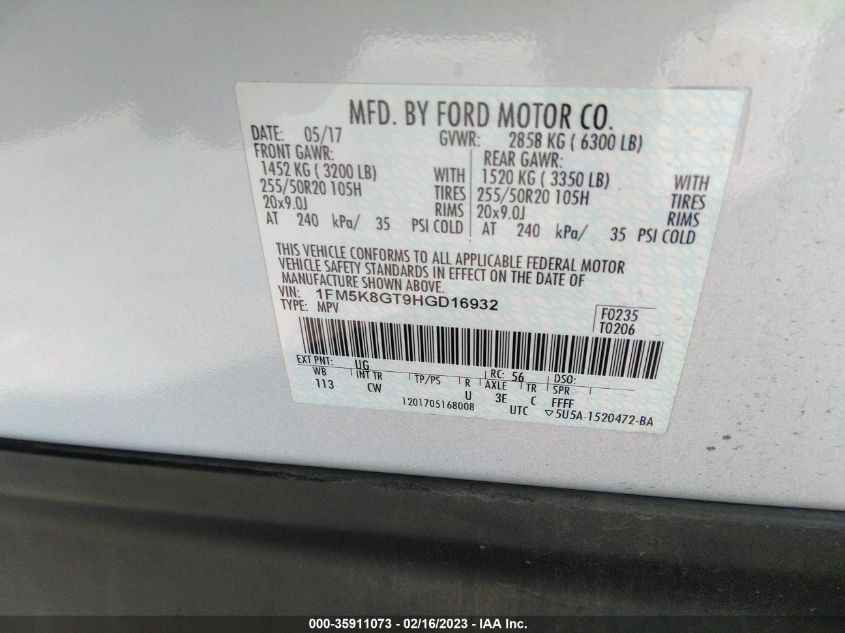 MFD. BY FORD MOTOR CO.
DATE: 05/17 GVWR: 2858 KG ( 6300 LB)
FRONT GAWR: REAR GAWR:
1452 KG ( 3200 LB) WITH 1520 KG ( 3350 LB) WITH
255/50R20 105H TIRES 255/50R20 105H TIRES
20x9.0J RIMS 20x9.0J RIMS
AT 240 kPa/ 35 PSI COLD AT 240 kPa/ 35 PSI COLD
THIS VEHICLE CONFORMS TO ALL APPLICABLE FEDERAL MOTOR
VEHICLE SAFETY STANDARDS IN EFFECT ON THE DATE OF
MANUFACTURE SHOWN ABOVE.
VIN: 1FM5K8GT9HGD16932 F0235
TYPE: MPV T0206
EXT PNT: UG RC: 56 DSO:
WB INT TR TP/PS R AXLE TR SPR
113 CW U 3E C FFFF
1201705168008 UTC ▽5U5A-1520472-BA
000-35911073 - 02/16/2023 - IAA Inc.